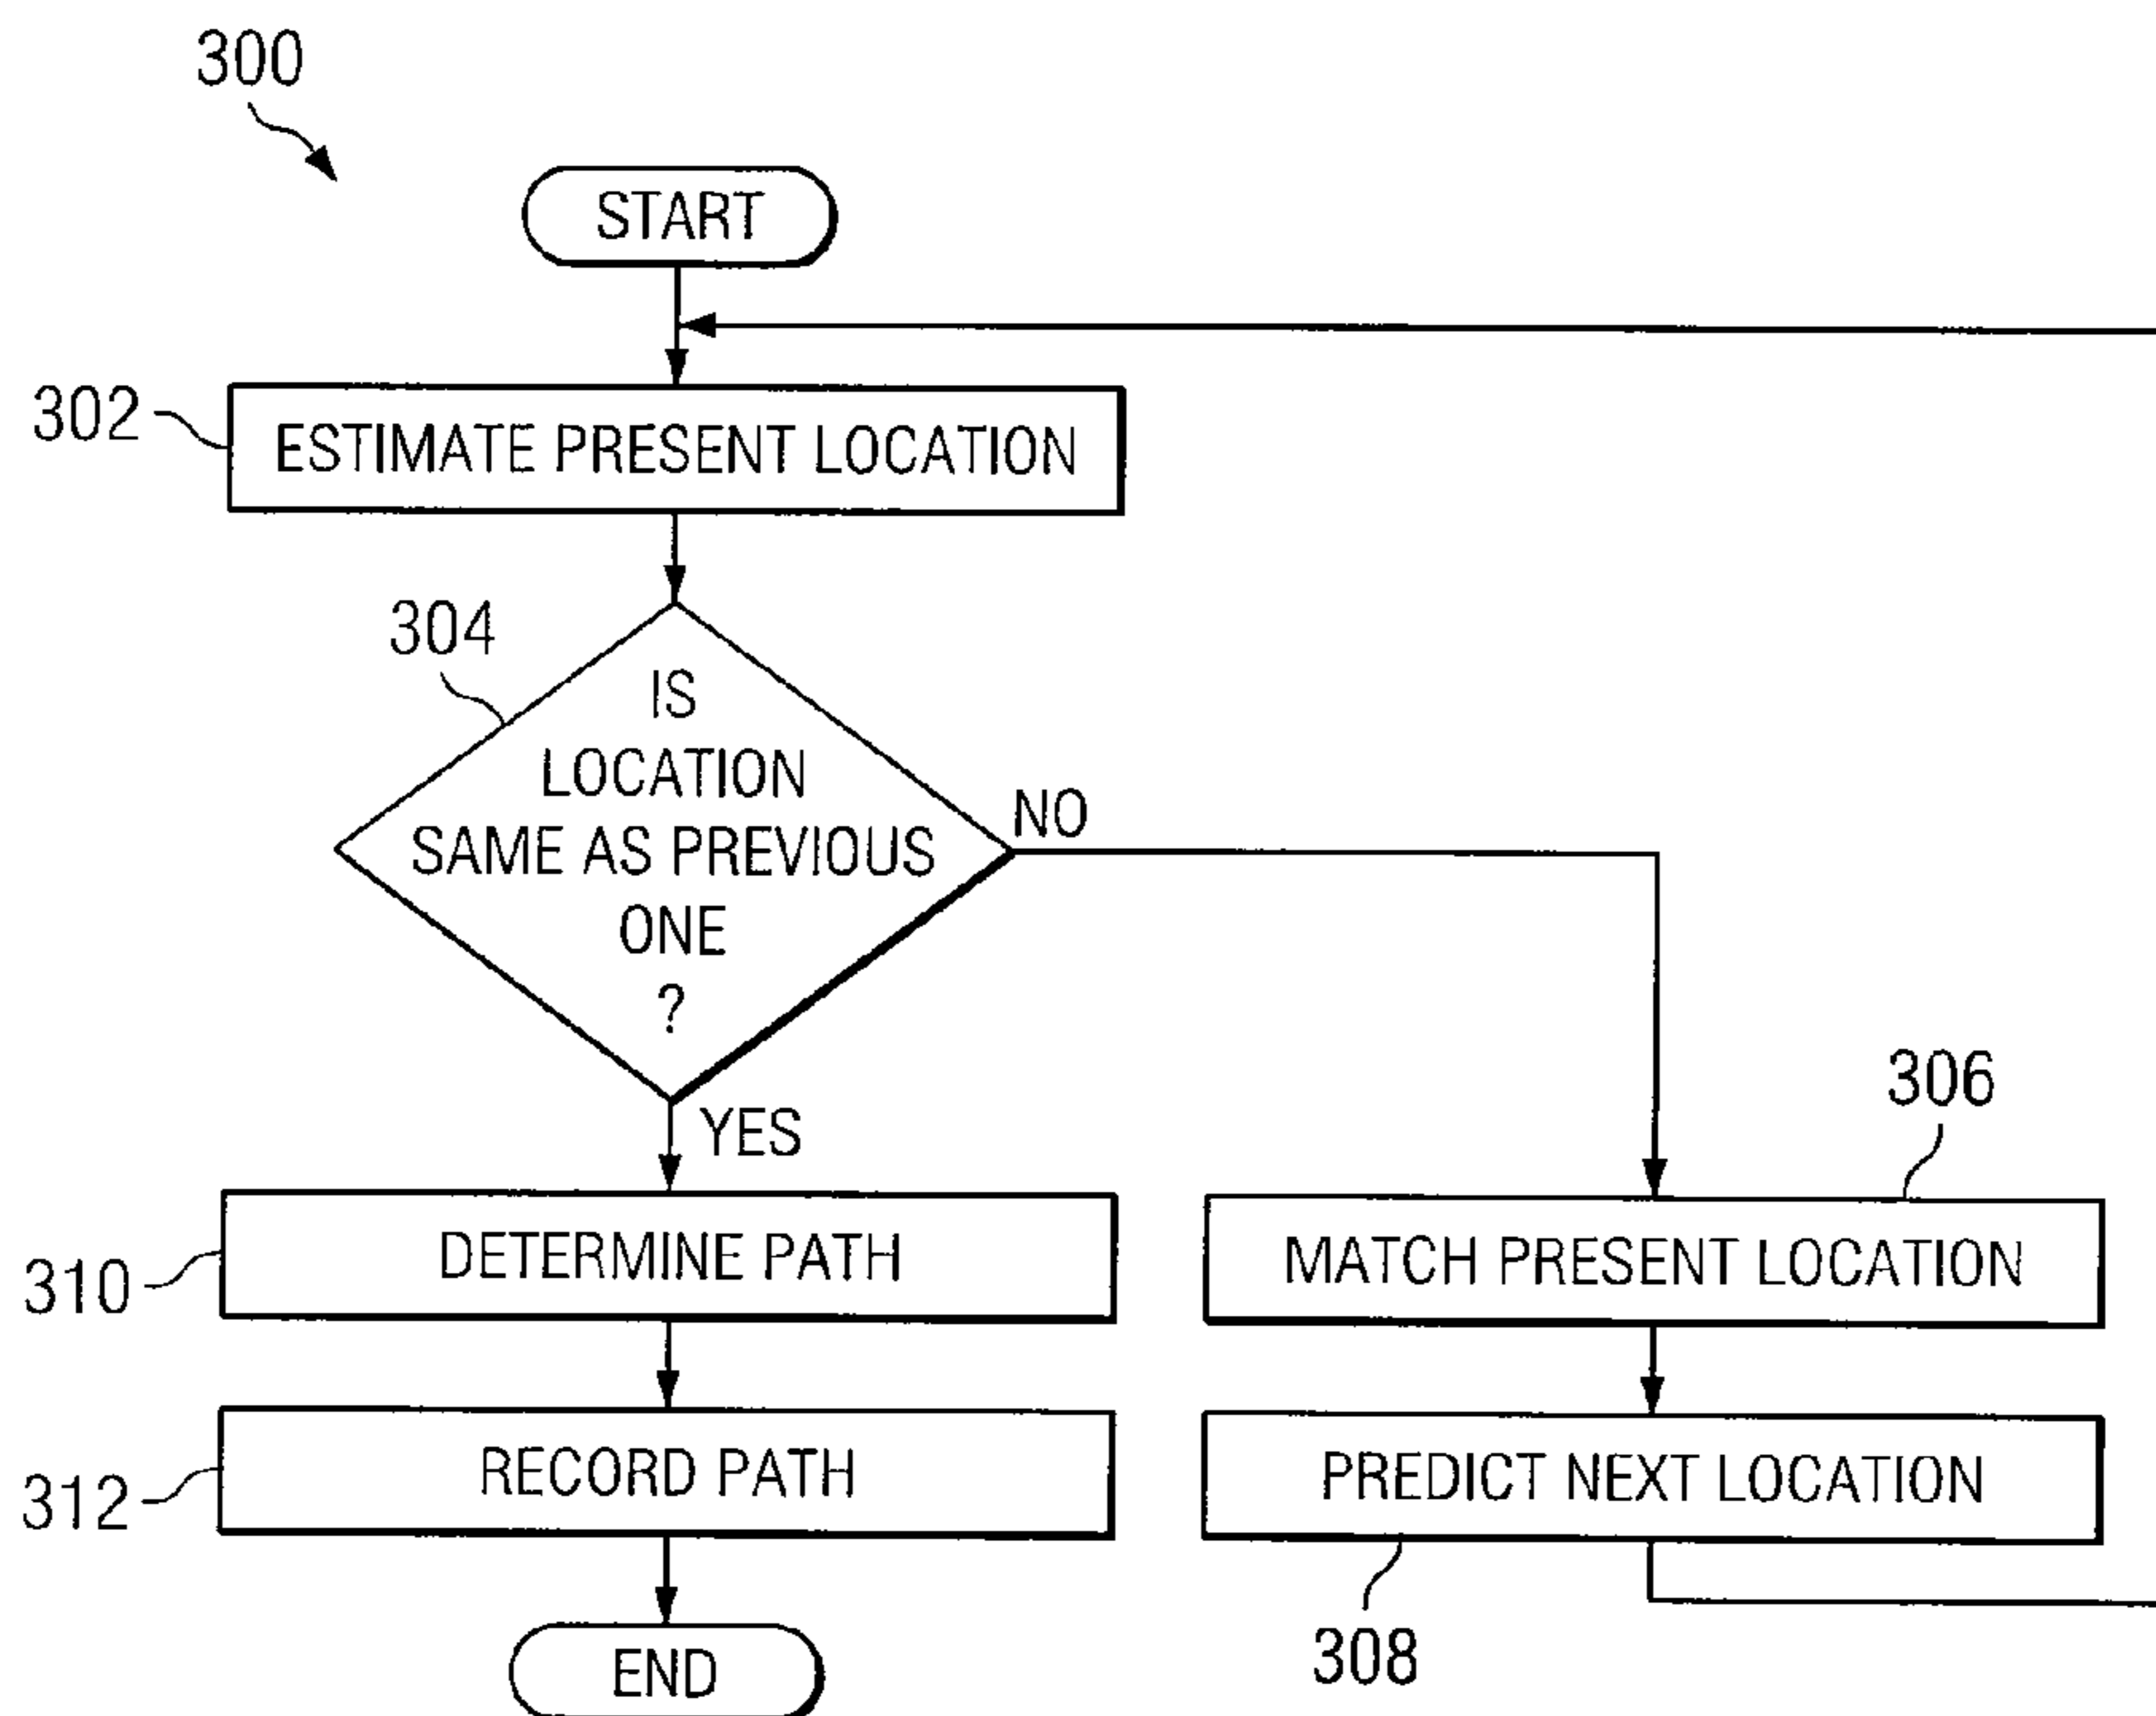 300
START
302
ESTIMATE PRESENT LOCATION
304
IS
LOCATION
SAME AS PREVIOUS
ONE
?
NO
YES
306
310
DETERMINE PATH
MATCH PRESENT LOCATION
312
RECORD PATH
PREDICT NEXT LOCATION
308
END